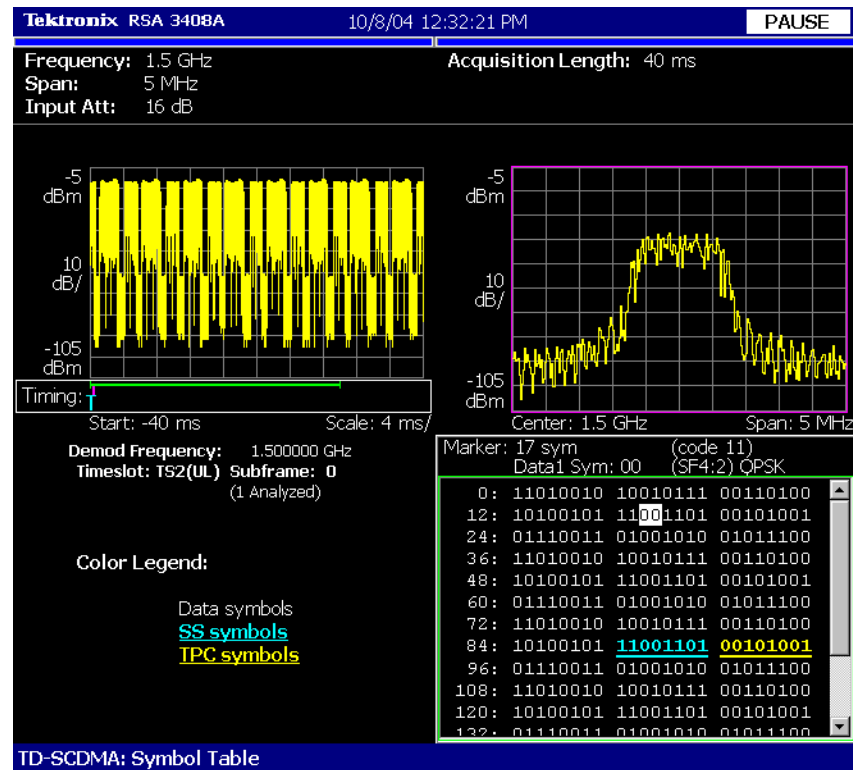 Tektronix RSA 3408A 10/8/04 12:32:21 PM PAUSE
Frequency: 1.5 GHz Acquisition Length: 40 ms
Span: 5 MHz
Input Att: 16 dB
-5
dBm
10
dB/
-105
dBm
Timing:
Start: -40 ms Scale: 4 ms/
-5
dBm
10
dB/
-105
dBm
Center: 1.5 GHz Span: 5 MHz
Demod Frequency: 1.500000 GHz
Timeslot: TS2(UL) Subframe: 0
(1 Analyzed)
Color Legend:
Data symbols
SS symbols
TPC symbols
Marker: 17 sym (code 11)
Data1 Sym: 00 (SF4:2) QPSK
0: 11010010 10010111 00110100
12: 10100101 11001101 00101001
24: 01110011 01001010 01011100
36: 11010010 10010111 00110100
48: 10100101 11001101 00101001
60: 01110011 01001010 01011100
72: 11010010 10010111 00110100
84: 10100101 11001101 00101001
96: 01110011 01001010 01011100
108: 11010010 10010111 00110100
120: 10100101 11001101 00101001
132: 01110011 01001010 01011100
TD-SCDMA: Symbol Table